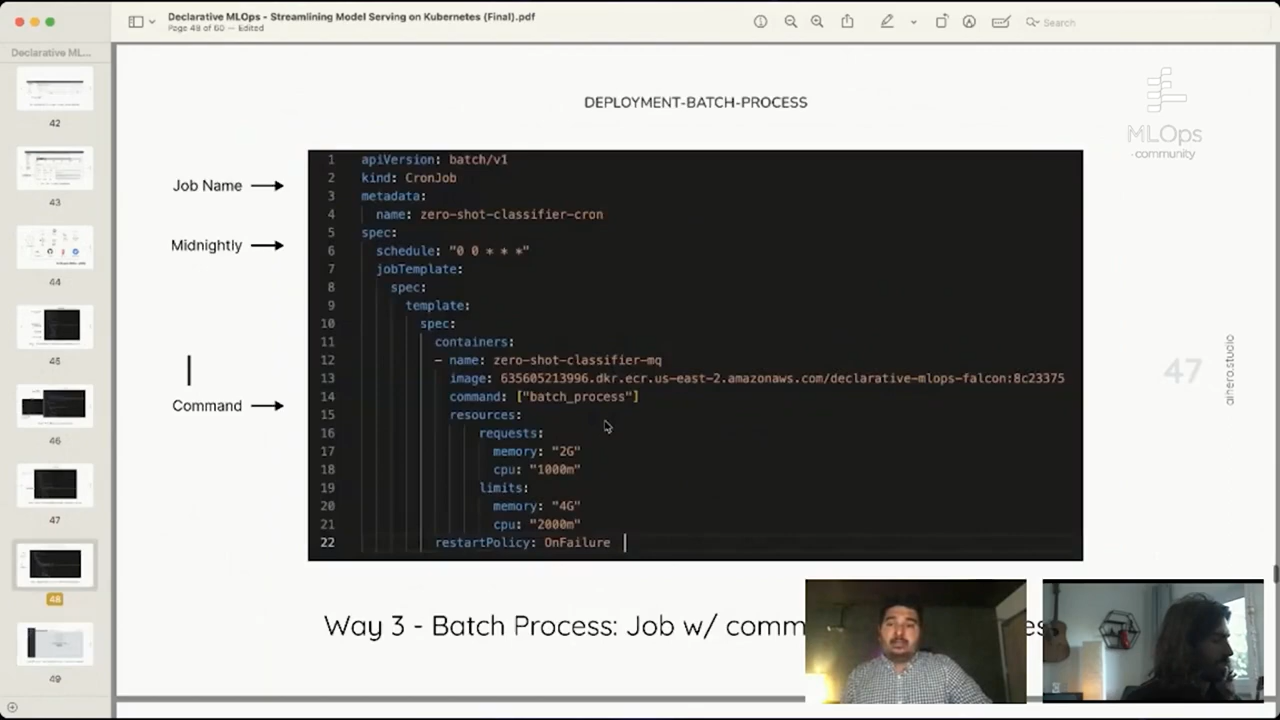 Declarative MLOps - Streamlining Model Serving on Kubernetes (Final).pdf
Page 48 of 60 — Edited
Search
Declarative ML...
42
43
44
45
46
47
48
49
DEPLOYMENT-BATCH-PROCESS
MLOps
community
Job Name
Midnightly
Command
1 apiVersion: batch/v1
2 kind: CronJob
3 metadata:
4 name: zero-shot-classifier-cron
5 spec:
6 schedule: "0 0 * * *"
7 jobTemplate:
8 spec:
9 template:
10 spec:
11 containers:
12 - name: zero-shot-classifier-mq
13 image: 635605213996.dkr.ecr.us-east-2.amazonaws.com/declarative-mlops-falcon:8c23375
14 command: ["batch_process"]
15 resources:
16 requests:
17 memory: "2G"
18 cpu: "1000m"
19 limits:
20 memory: "4G"
21 cpu: "2000m"
22 restartPolicy: OnFailure
47
ainero.studio
Way 3 - Batch Process: Job w/ comm